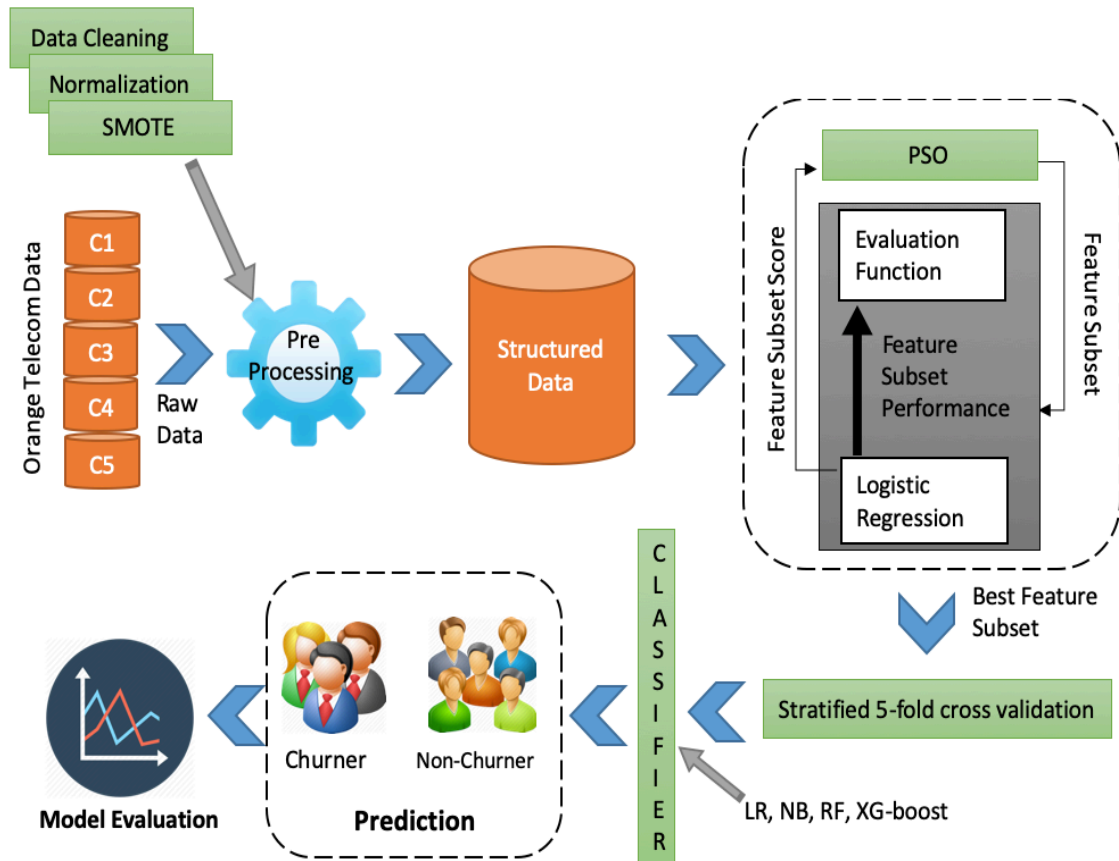 Data Cleaning
Normalization
SMOTE
Orange Telecom Data
C1
C2
C3
C4
C5
Raw
Data
Pre
Processing
Structured
Data
PSO
Feature Subset Score
Evaluation
Function
Feature
Subset
Performance
Logistic
Regression
Feature Subset
Best Feature
Subset
Stratified 5-fold cross validation
CLASSIFIER
LR, NB, RF, XG-boost
Churner
Non-Churner
Prediction
Model Evaluation